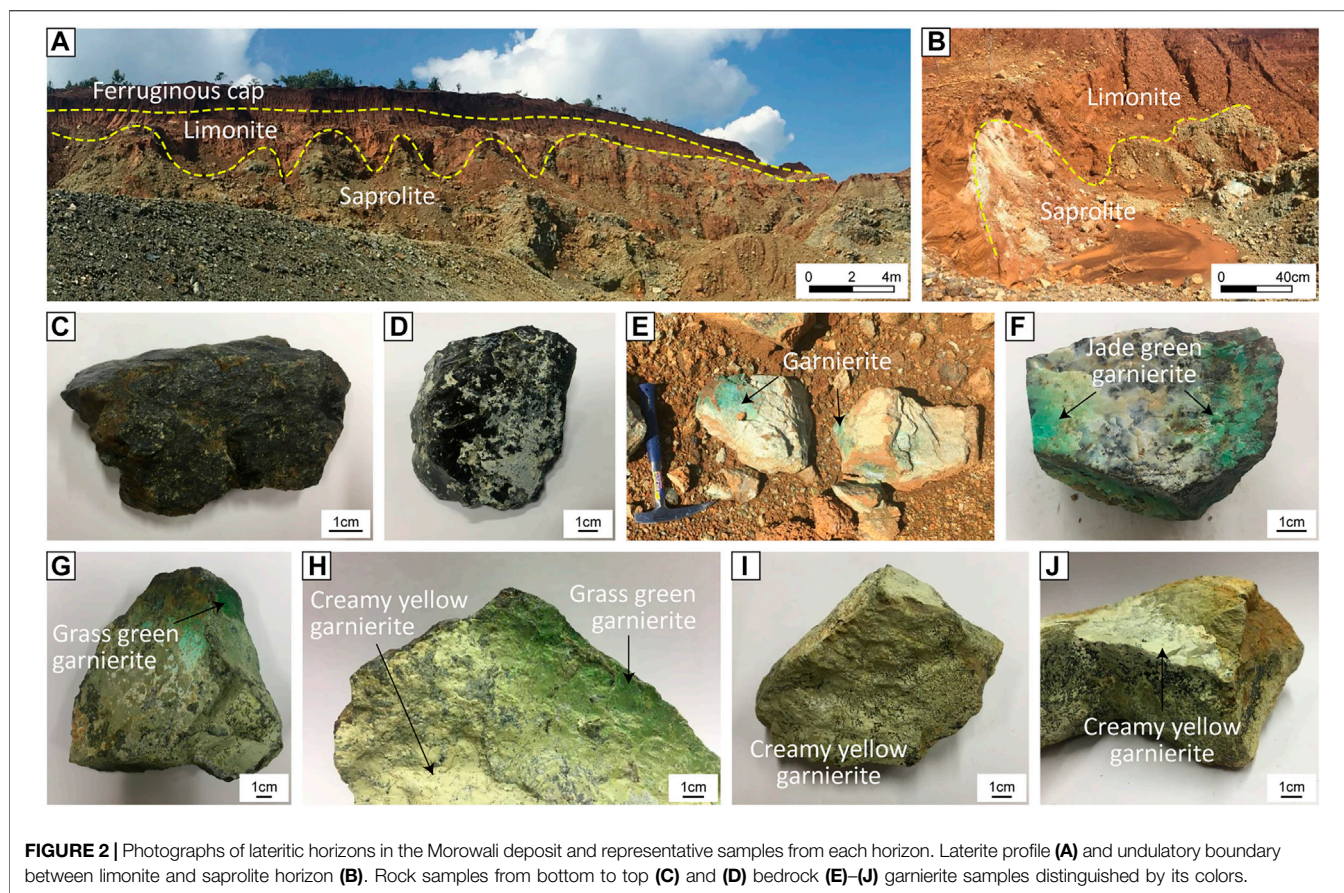 A
Ferruginous cap
Limonite
Saprolite
0 2 4m
B
Limonite
Saprolite
0 40cm
C
1cm
D
1cm
E
Garnierite
F
Jade green
garnierite
1cm
G
Grass green
garnierite
1cm
H
Creamy yellow
garnierite
Grass green
garnierite
1cm
I
Creamy yellow
garnierite
1cm
J
Creamy yellow
garnierite
1cm
FIGURE 2 | Photographs of lateritic horizons in the Morowali deposit and representative samples from each horizon. Laterite profile (A) and undulatory boundary
between limonite and saprolite horizon (B). Rock samples from bottom to top (C) and (D) bedrock (E)–(J) garnierite samples distinguished by its colors.